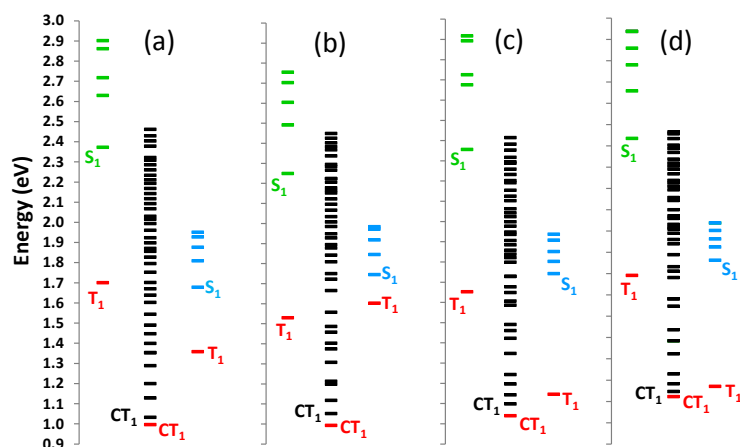 3.0
2.9
2.8
2.7
2.6
2.5
2.4
2.3
2.2
2.1
2.0
1.9
1.8
1.7
1.6
1.5
1.4
1.3
1.2
1.1
1.0
0.9
Energy (eV)
(a)
S1
T1
CT1
CT1
S1
T1
(b)
S1
T1
CT1
CT1
S1
T1
(c)
S1
T1
CT1
CT1
S1
T1
(d)
S1
T1
CT1
CT1
S1
T1